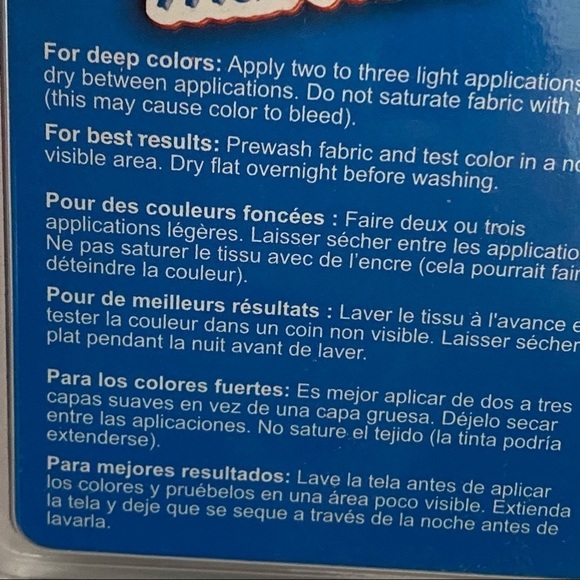 For deep colors: Apply two to three light applications
dry between applications. Do not saturate fabric with
(this may cause color to bleed).
For best results: Prewash fabric and test color in a
visible area. Dry flat overnight before washing.
Pour des couleurs foncées : Faire deux ou trois
applications légères. Laisser sécher entre les applicatio
Ne pas saturer le tissu avec de l'encre (cela pourrait fair
déteindre la couleur).
Pour de meilleurs résultats : Laver le tissu à l'avance e
tester la couleur dans un coin non visible. Laisser sécher
plat pendant la nuit avant de laver.
Para los colores fuertes: Es mejor aplicar de dos a tres
capas suaves en vez de una capa gruesa. Déjelo secar
entre las aplicaciones. No sature el tejido (la tinta podría
extenderse).
Para mejores resultados: Lave la tela antes de aplicar
los colores y pruébelos en una área poco visible. Extienda
la tela y deje que se seque a través de la noche antes de
lavarla.